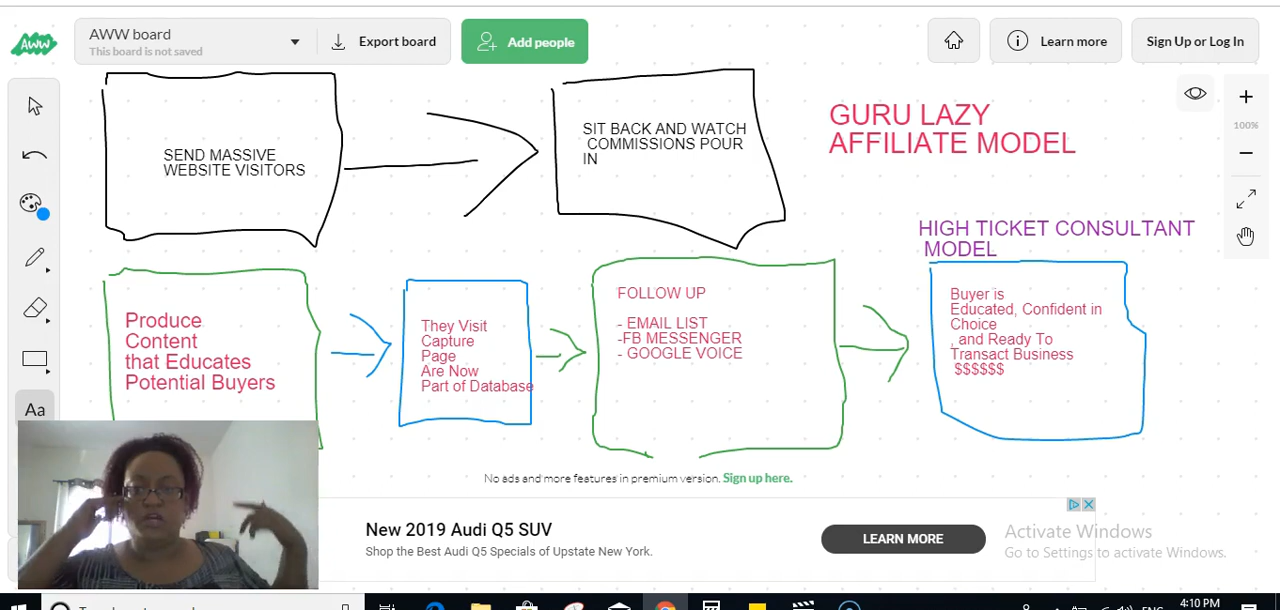 AWW
AWW board
This board is not saved
Export board
Add people
Learn more
Sign Up or Log In
100%
SEND MASSIVE
WEBSITE VISITORS
SIT BACK AND WATCH
COMMISSIONS POUR
IN
GURU LAZY
AFFILIATE MODEL
HIGH TICKET CONSULTANT
MODEL
Produce
Content
that Educates
Potential Buyers
They Visit
Capture
Page
Are Now
Part of Database
FOLLOW UP
- EMAIL LIST
-FB MESSENGER
- GOOGLE VOICE
Buyer is
Educated, Confident in
Choice
, and Ready To
Transact Business
$$$$$$
Aa
No ads and more features in premium version. Sign up here.
New 2019 Audi Q5 SUV
Shop the Best Audi Q5 Specials of Upstate New York.
LEARN MORE
Activate Windows
Go to Settings to activate Windows.
4:10 PM